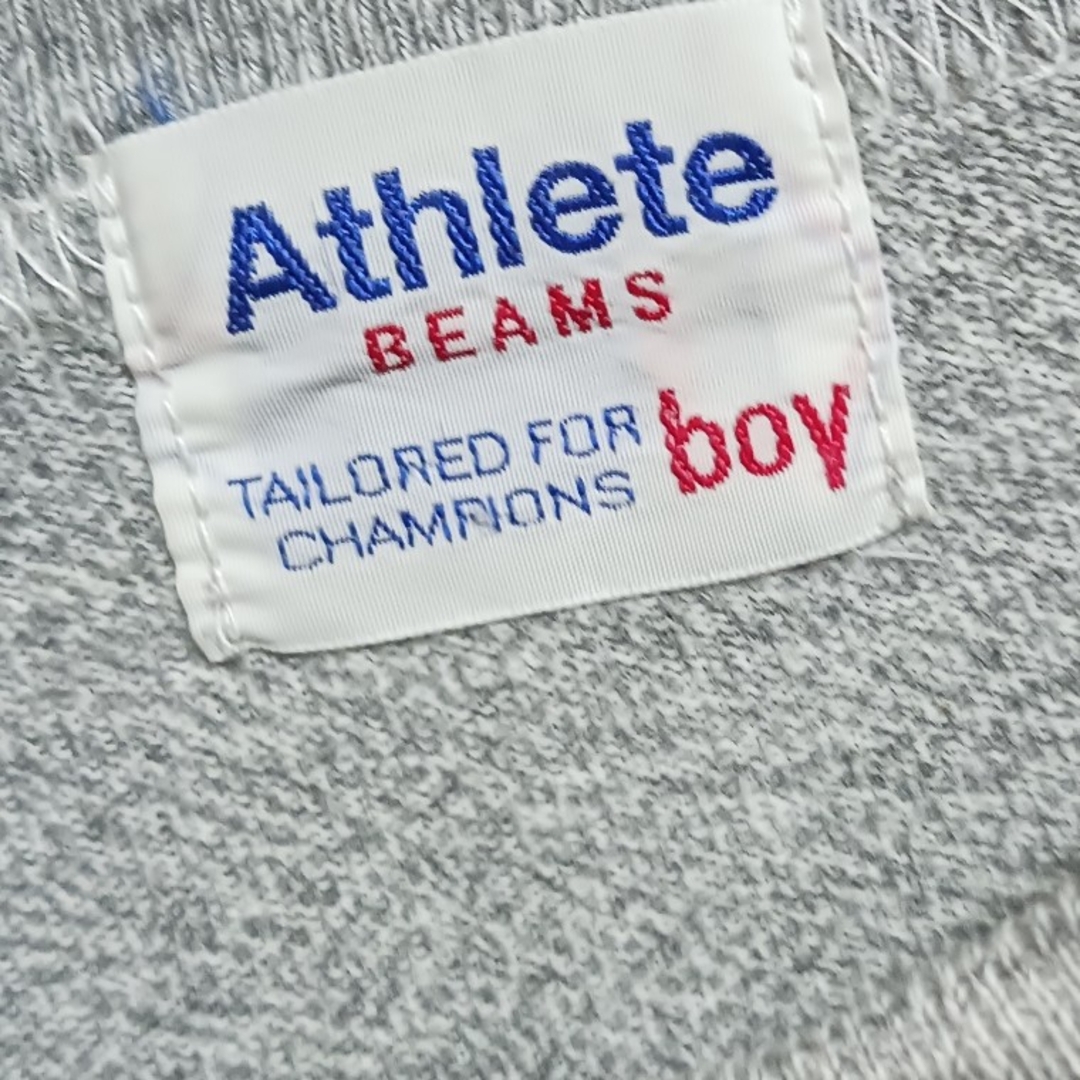 Athlete
BEAMS
TAILORED FOR
CHAMPIONS
boy